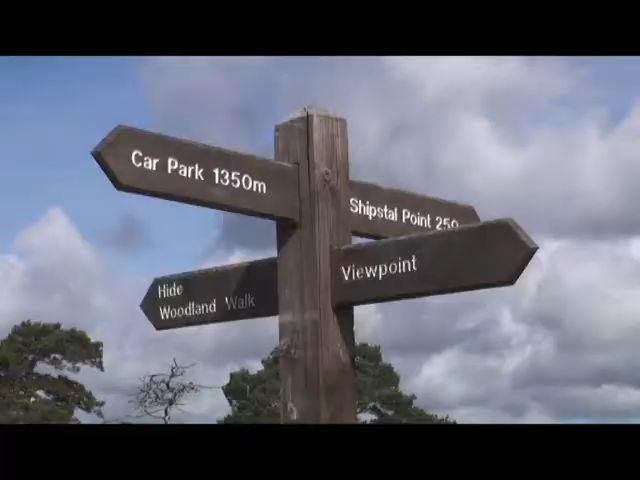 Car Park 1350m
Shipstal Point 250
Viewpoint
Hide
Woodland Walk